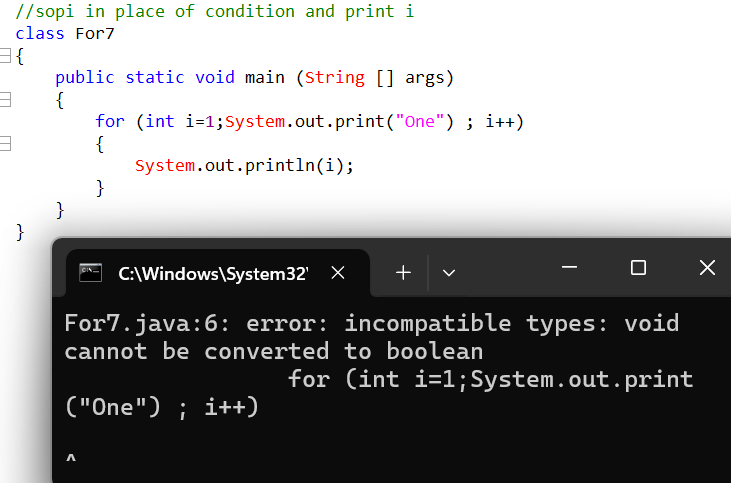 //sopi in place of condition and print i
class For7
{
    public static void main (String [] args)
    {
        for (int i=1;System.out.print("One") ; i++)
        {
            System.out.println(i);
        }
    }
}
C:\Windows\System32'
For7.java:6: error: incompatible types: void
cannot be converted to boolean
                for (int i=1;System.out.print
("One") ; i++)
^